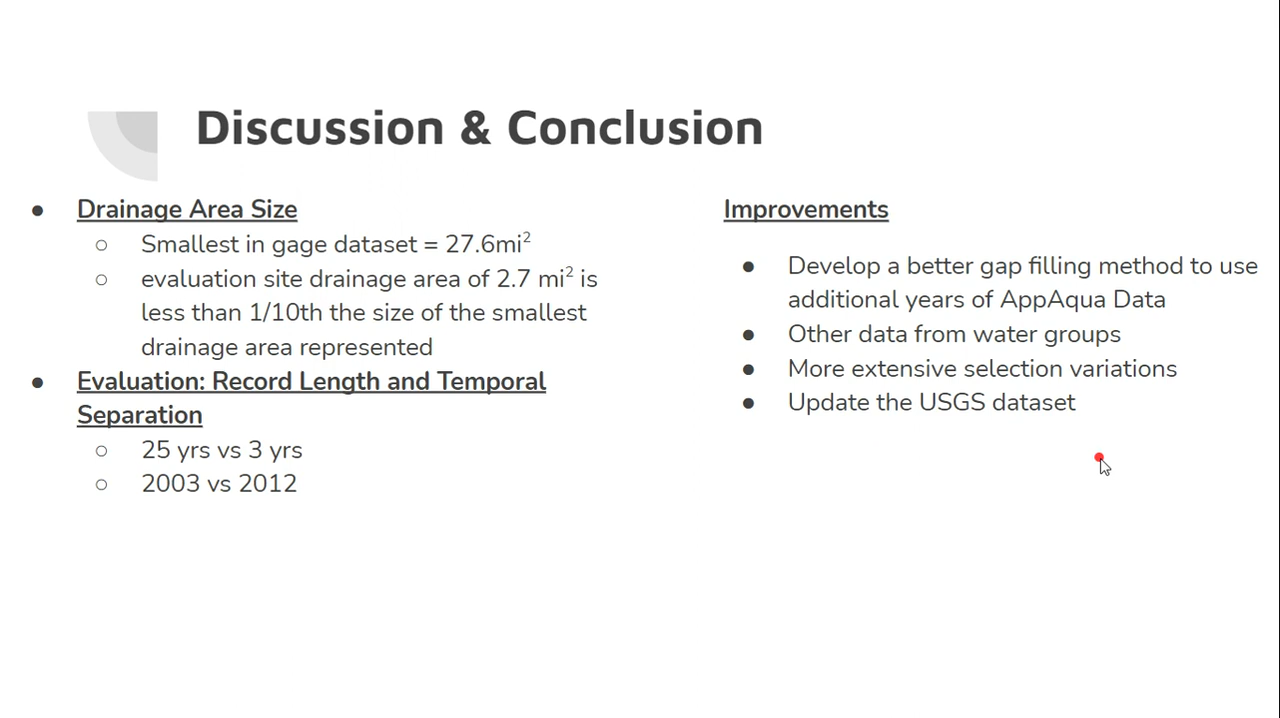 Discussion & Conclusion
● Drainage Area Size
○ Smallest in gage dataset = 27.6mi²
○ evaluation site drainage area of 2.7 mi² is
less than 1/10th the size of the smallest
drainage area represented
● Evaluation: Record Length and Temporal
Separation
○ 25 yrs vs 3 yrs
○ 2003 vs 2012
Improvements
● Develop a better gap filling method to use
additional years of AppAqua Data
● Other data from water groups
● More extensive selection variations
● Update the USGS dataset